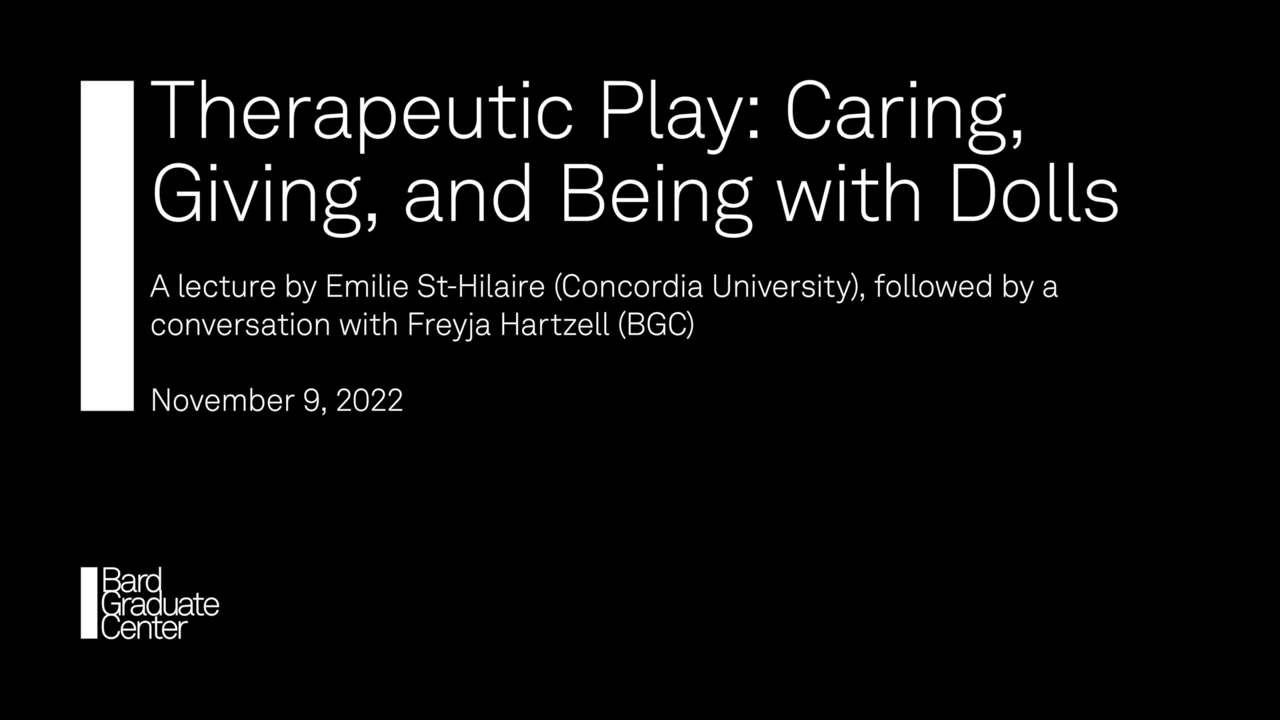 Therapeutic Play: Caring,
Giving, and Being with Dolls
A lecture by Emilie St-Hilaire (Concordia University), followed by a
conversation with Freyja Hartzell (BGC)
November 9, 2022
Bard
Graduate
Center